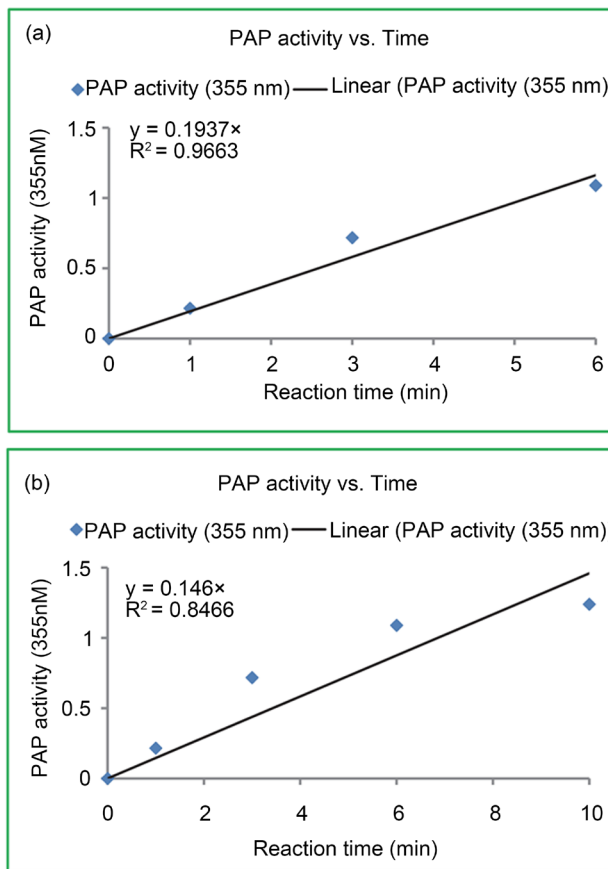 (a)
PAP activity vs. Time
PAP activity (355 nm) Linear (PAP activity (355 nm)
y = 0.1937×
R² = 0.9663
PAP activity (355nM)
1.5
1
0.5
0
0 1 2 3 4 5 6
Reaction time (min)
(b)
PAP activity vs. Time
PAP activity (355 nm) Linear (PAP activity (355 nm)
y = 0.146×
R² = 0.8466
PAP activity (355nM)
1.5
1
0.5
0
0 2 4 6 8 10
Reaction time (min)